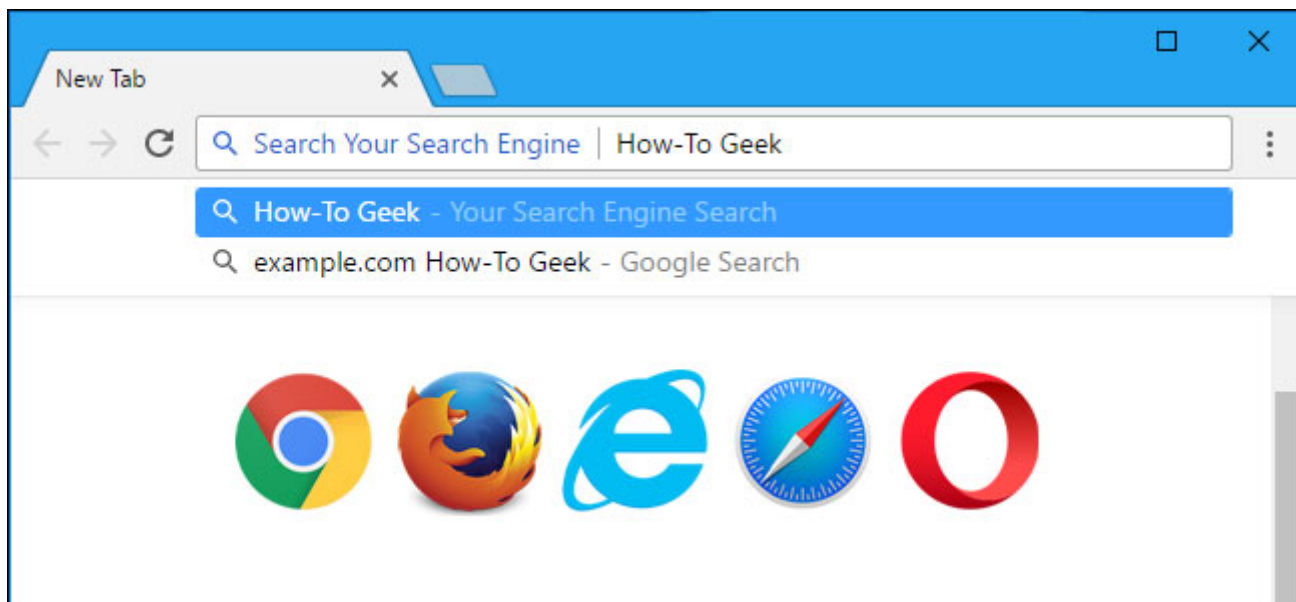 New Tab
Search Your Search Engine | How-To Geek
How-To Geek - Your Search Engine Search
example.com How-To Geek - Google Search